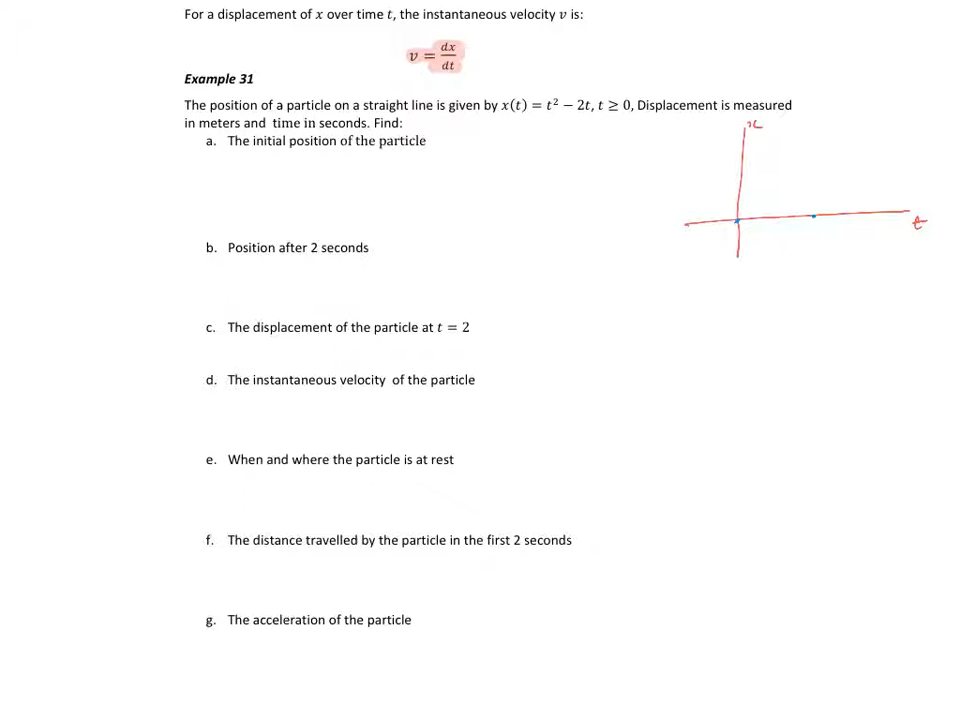 For a displacement of x over time t, the instantaneous velocity v is:
v = dx/dt
Example 31
The position of a particle on a straight line is given by x(t) = t² − 2t, t ≥ 0, Displacement is measured
in meters and time in seconds. Find:
x
a. The initial position of the particle
t
b. Position after 2 seconds
c. The displacement of the particle at t = 2
d. The instantaneous velocity of the particle
e. When and where the particle is at rest
f. The distance travelled by the particle in the first 2 seconds
g. The acceleration of the particle